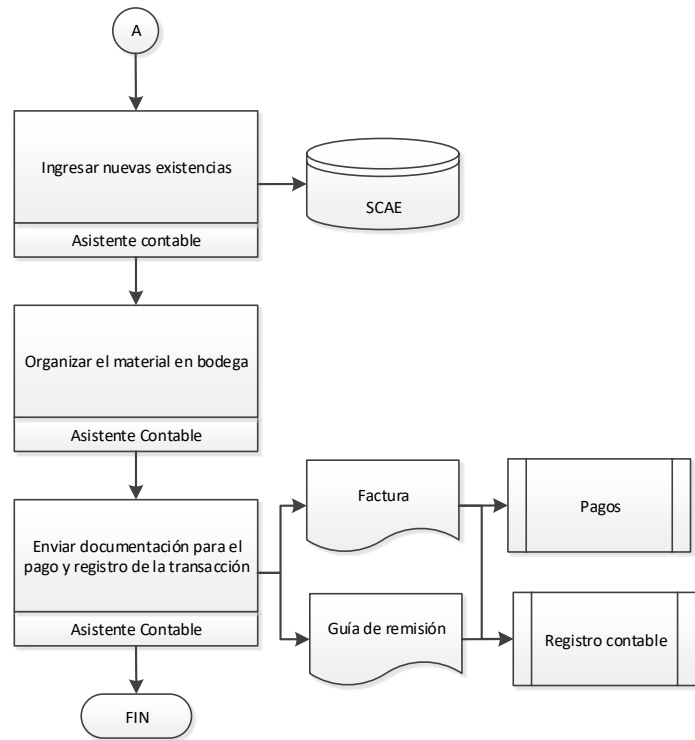 A
Ingresar nuevas existencias
Asistente contable
SCAE
Organizar el material en bodega
Asistente Contable
Enviar documentación para el
pago y registro de la transacción
Asistente Contable
Factura
Pagos
Guía de remisión
Registro contable
FIN